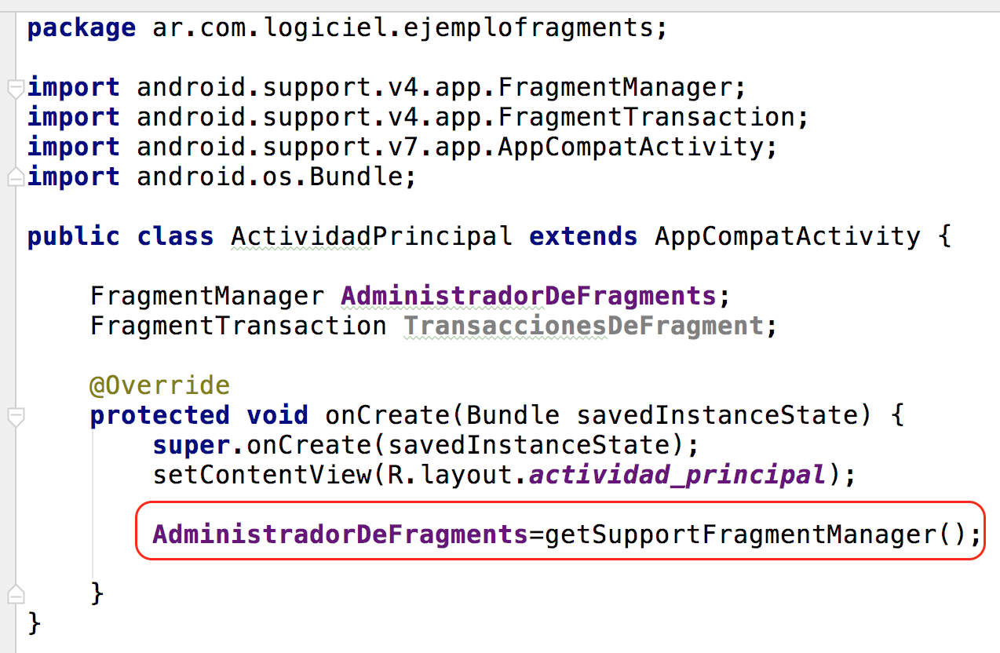 package ar.com.logiciel.ejemplofragments;
import android.support.v4.app.FragmentManager;
import android.support.v4.app.FragmentTransaction;
import android.support.v7.app.AppCompatActivity;
import android.os.Bundle;
public class ActividadPrincipal extends AppCompatActivity {
FragmentManager AdministradorDeFragments;
FragmentTransaction TransaccionesDeFragment;
@Override
protected void onCreate(Bundle savedInstanceState) {
super.onCreate(savedInstanceState);
setContentView(R.layout.actividad_principal);
AdministradorDeFragments=getSupportFragmentManager();
}
}